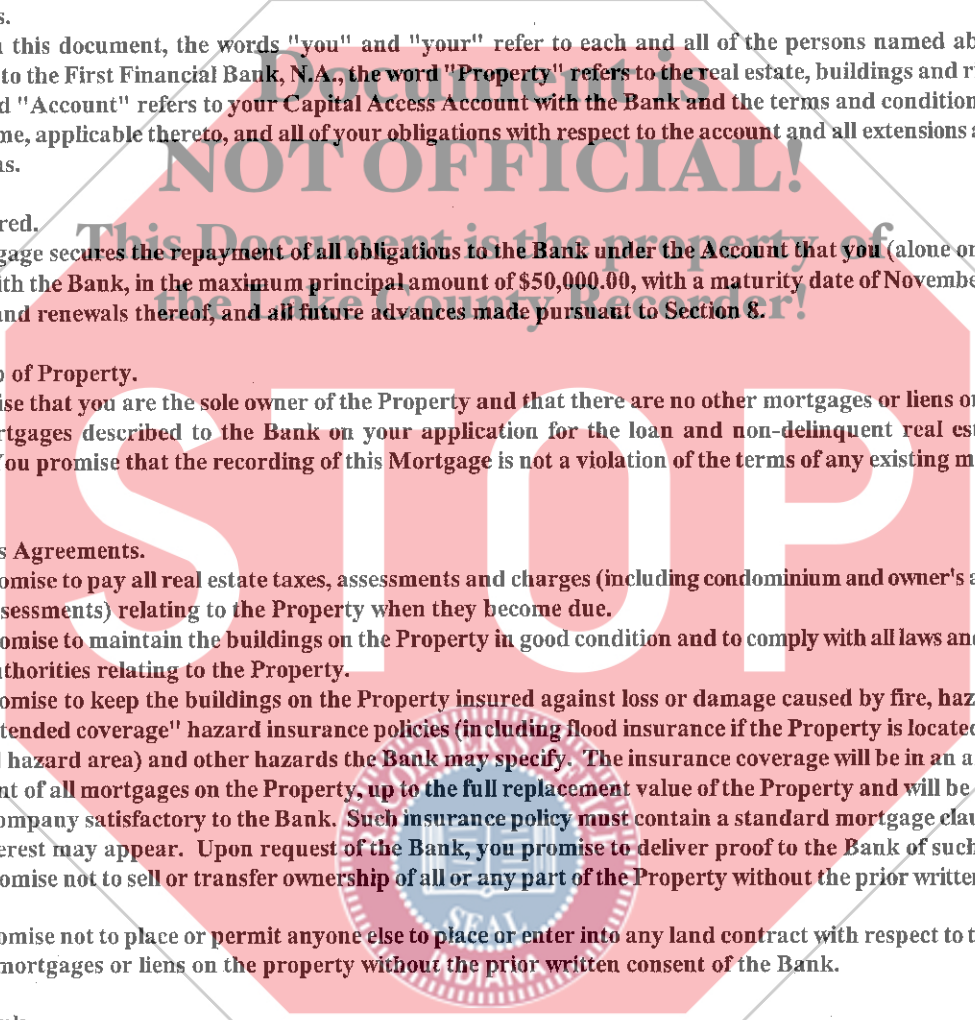 s.
this document, the words "you" and "your" refer to each and all of the persons named ab
to the First Financial Bank, N.A., the word "Property" refers to the real estate, buildings and r
d "Account" refers to your Capital Access Account with the Bank and the terms and condition
me, applicable thereto, and all of your obligations with respect to the account and all extensions a
ns.
Document is
NOT OFFICIAL!
This Document is the property of
the Lake County Recorder!
red.
gage secures the repayment of all obligations to the Bank under the Account that you (alone or
ith the Bank, in the maximum principal amount of $50,000.00, with a maturity date of Novembe
and renewals thereof, and all future advances made pursuant to Section 8.
p of Property.
ise that you are the sole owner of the Property and that there are no other mortgages or liens or
rtgages described to the Bank on your application for the loan and non-delinquent real est
You promise that the recording of this Mortgage is not a violation of the terms of any existing m
STOP
s Agreements.
omise to pay all real estate taxes, assessments and charges (including condominium and owner's a
sessments) relating to the Property when they become due.
omise to maintain the buildings on the Property in good condition and to comply with all laws and
thorities relating to the Property.
omise to keep the buildings on the Property insured against loss or damage caused by fire, haz
tended coverage" hazard insurance policies (including flood insurance if the Property is located
hazard area) and other hazards the Bank may specify. The insurance coverage will be in an a
nt of all mortgages on the Property, up to the full replacement value of the Property and will be
ompany satisfactory to the Bank. Such insurance policy must contain a standard mortgage clau
erest may appear. Upon request of the Bank, you promise to deliver proof to the Bank of such
omise not to sell or transfer ownership of all or any part of the Property without the prior written
omise not to place or permit anyone else to place or enter into any land contract with respect to t
mortgages or liens on the property without the prior written consent of the Bank.
RECORDER'S OFFICE
SEAL
INDIANA